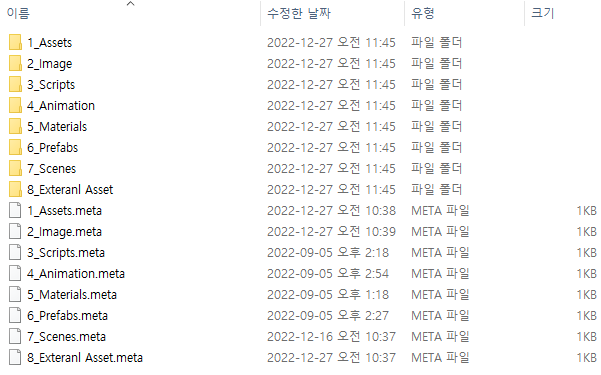 이름 수정한 날짜 유형 크기
1_Assets 2022-12-27 오전 11:45 파일 폴더
2_Image 2022-12-27 오전 11:45 파일 폴더
3_Scripts 2022-12-27 오전 11:45 파일 폴더
4_Animation 2022-12-27 오전 11:45 파일 폴더
5_Materials 2022-12-27 오전 11:45 파일 폴더
6_Prefabs 2022-12-27 오전 11:45 파일 폴더
7_Scenes 2022-12-27 오전 11:45 파일 폴더
8_Exteranl Asset 2022-12-27 오전 11:45 파일 폴더
1_Assets.meta 2022-12-27 오전 10:38 META 파일 1KB
2_Image.meta 2022-12-27 오전 10:39 META 파일 1KB
3_Scripts.meta 2022-09-05 오후 2:18 META 파일 1KB
4_Animation.meta 2022-09-05 오후 2:54 META 파일 1KB
5_Materials.meta 2022-09-05 오후 1:18 META 파일 1KB
6_Prefabs.meta 2022-09-05 오후 2:27 META 파일 1KB
7_Scenes.meta 2022-12-16 오전 10:37 META 파일 1KB
8_Exteranl Asset.meta 2022-12-27 오전 10:37 META 파일 1KB